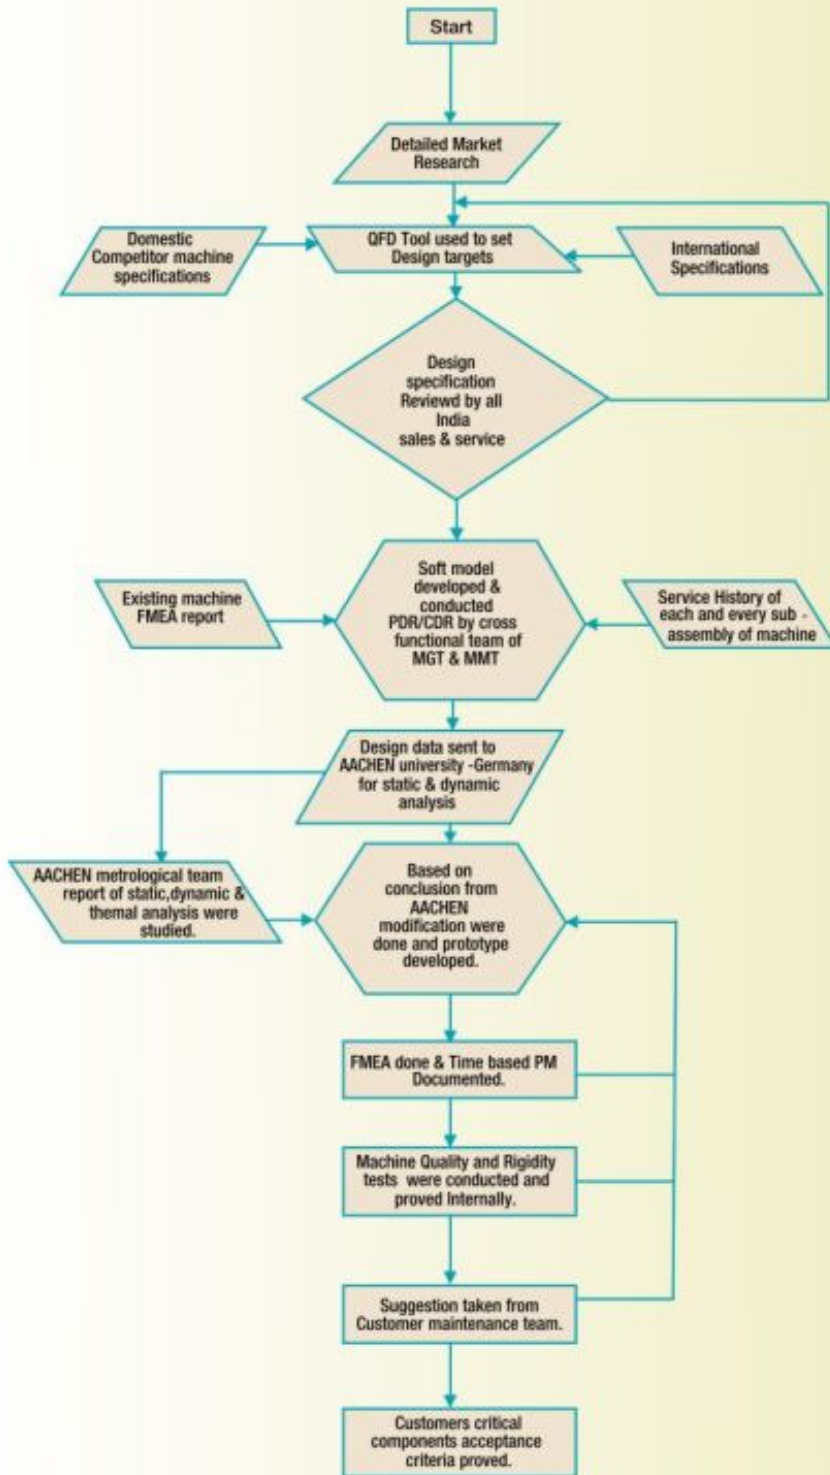 Start
Detailed Market
Research
Domestic
Competitor machine
specifications
QFD Tool used to set
Design targets
International
Specifications
Design
specification
Reviewd by all
India
sales & service
Existing machine
FMEA report
Soft model
developed &
conducted
PDR/CDR by cross
functional team of
MGT & MMT
Service History of
each and every sub -
assembly of machine
Design data sent to
AACHEN university -Germany
for static & dynamic
analysis
AACHEN metrological team
report of static,dynamic &
themal analysis were
studied.
Based on
conclusion from
AACHEN
modification were
done and prototype
developed.
FMEA done & Time based PM
Documented.
Machine Quality and Rigidity
tests were conducted and
proved Internally.
Suggestion taken from
Customer maintenance team.
Customers critical
components acceptance
criteria proved.